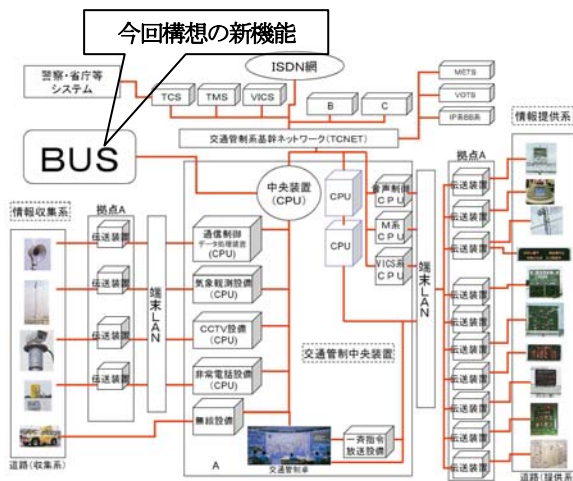 今回構想の新機能
ISDN網
警察・省庁等
システム
TCS
TMS
VICS
B
C
METS
VOTS
IP系BB系
交通管制系基幹ネットワーク(TCNET)
情報提供系
BUS
中央装置
(CPU)
CPU
CPU
音声制御
CPU
M系
CPU
VICS系
CPU
拠点A
情報収集系
拠点A
端末LAN
端末LAN
伝送装置
伝送装置
伝送装置
伝送装置
通信制御
データ処理装置
(CPU)
気象観測設備
(CPU)
CCTV設備
(CPU)
非常電話設備
(CPU)
無線設備
交通管制中央装置
一斉指令
放送設備
A
交通管制卓
伝送装置
伝送装置
伝送装置
伝送装置
伝送装置
伝送装置
伝送装置
伝送装置
伝送装置
道路(収集系)
道路(提供系)